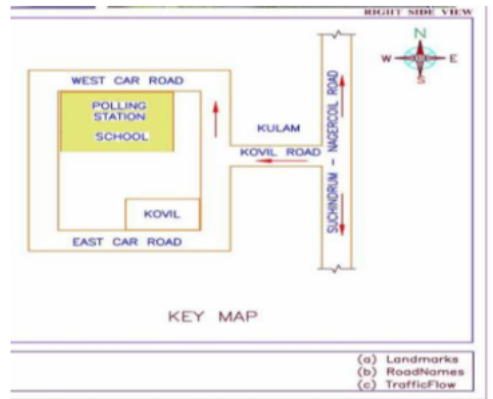 RIGHT SIDE VIEW
N
W E
S
WEST CAR ROAD
POLLING
STATION
SCHOOL
KULAM
KOVIL ROAD
SUCHINDRUM - NAGERCOIL ROAD
KOVIL
EAST CAR ROAD
KEY MAP
(a) Landmarks
(b) RoadNames
(c) TrafficFlow